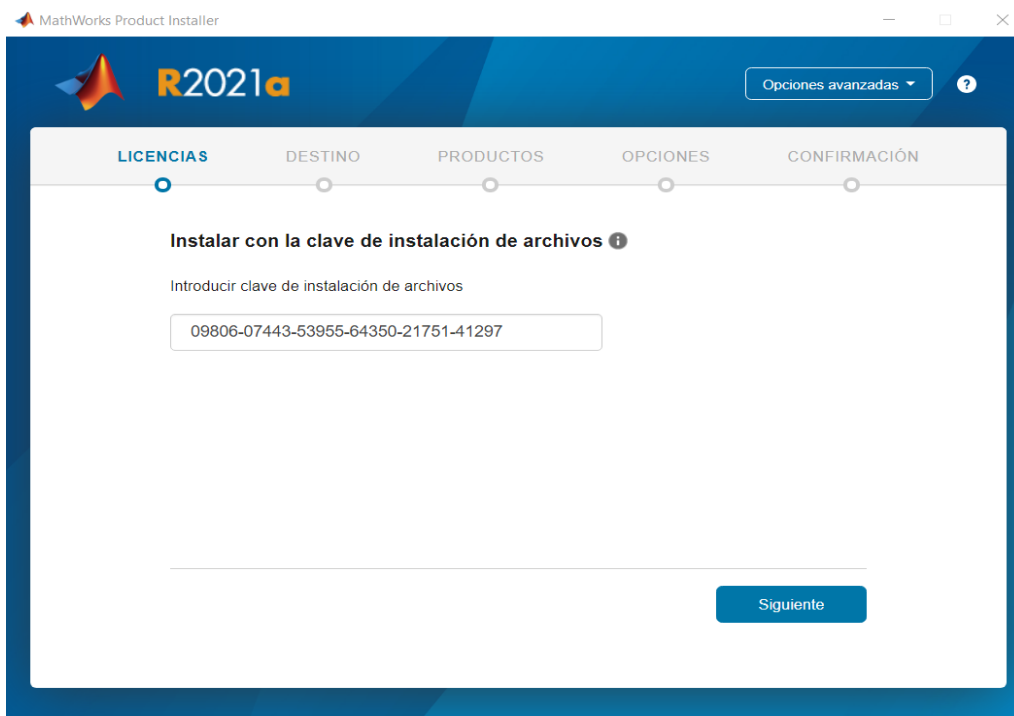 MathWorks Product Installer
R2021a
Opciones avanzadas
?
LICENCIAS DESTINO PRODUCTOS OPCIONES CONFIRMACIÓN
Instalar con la clave de instalación de archivos i
Introducir clave de instalación de archivos
09806-07443-53955-64350-21751-41297
Siguiente